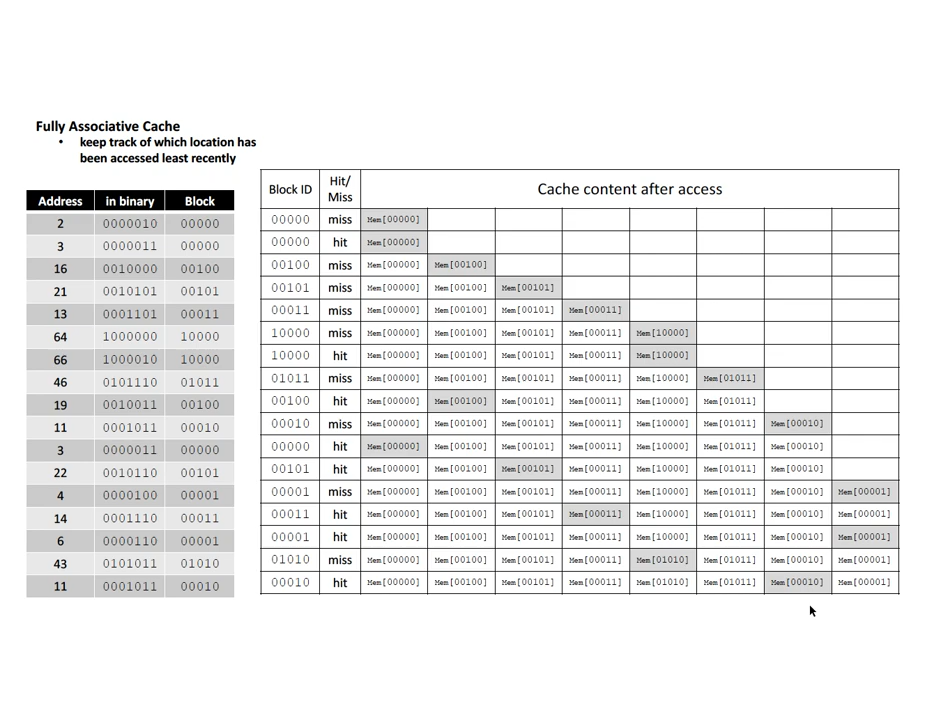 Fully Associative Cache
• keep track of which location has
been accessed least recently
Address in binary Block
2 0000010 00000
3 0000011 00000
16 0010000 00100
21 0010101 00101
13 0001101 00011
64 1000000 10000
66 1000010 10000
46 0101110 01011
19 0010011 00100
11 0001011 00010
3 0000011 00000
22 0010110 00101
4 0000100 00001
14 0001110 00011
6 0000110 00001
43 0101011 01010
11 0001011 00010
Block ID Hit/ Miss Cache content after access
00000 miss Mem[00000]
00000 hit Mem[00000]
00100 miss Mem[00000] Mem[00100]
00101 miss Mem[00000] Mem[00100] Mem[00101]
00011 miss Mem[00000] Mem[00100] Mem[00101] Mem[00011]
10000 miss Mem[00000] Mem[00100] Mem[00101] Mem[00011] Mem[10000]
10000 hit Mem[00000] Mem[00100] Mem[00101] Mem[00011] Mem[10000]
01011 miss Mem[00000] Mem[00100] Mem[00101] Mem[00011] Mem[10000] Mem[01011]
00100 hit Mem[00000] Mem[00100] Mem[00101] Mem[00011] Mem[10000] Mem[01011]
00010 miss Mem[00000] Mem[00100] Mem[00101] Mem[00011] Mem[10000] Mem[01011] Mem[00010]
00000 hit Mem[00000] Mem[00100] Mem[00101] Mem[00011] Mem[10000] Mem[01011] Mem[00010]
00101 hit Mem[00000] Mem[00100] Mem[00101] Mem[00011] Mem[10000] Mem[01011] Mem[00010]
00001 miss Mem[00000] Mem[00100] Mem[00101] Mem[00011] Mem[10000] Mem[01011] Mem[00010] Mem[00001]
00011 hit Mem[00000] Mem[00100] Mem[00101] Mem[00011] Mem[10000] Mem[01011] Mem[00010] Mem[00001]
00001 hit Mem[00000] Mem[00100] Mem[00101] Mem[00011] Mem[10000] Mem[01011] Mem[00010] Mem[00001]
01010 miss Mem[00000] Mem[00100] Mem[00101] Mem[00011] Mem[01010] Mem[01011] Mem[00010] Mem[00001]
00010 hit Mem[00000] Mem[00100] Mem[00101] Mem[00011] Mem[01010] Mem[01011] Mem[00010] Mem[00001]